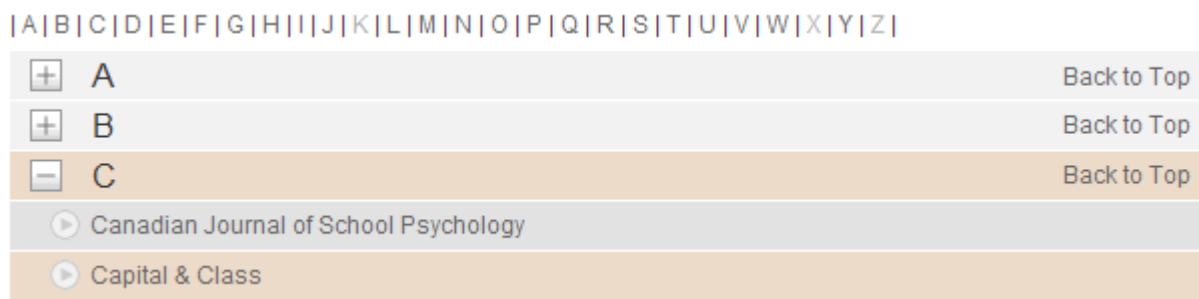 |A|B|C|D|E|F|G|H|I|J|K|L|M|N|O|P|Q|R|S|T|U|V|W|X|Y|Z|
A Back to Top
B Back to Top
C Back to Top
Canadian Journal of School Psychology
Capital & Class